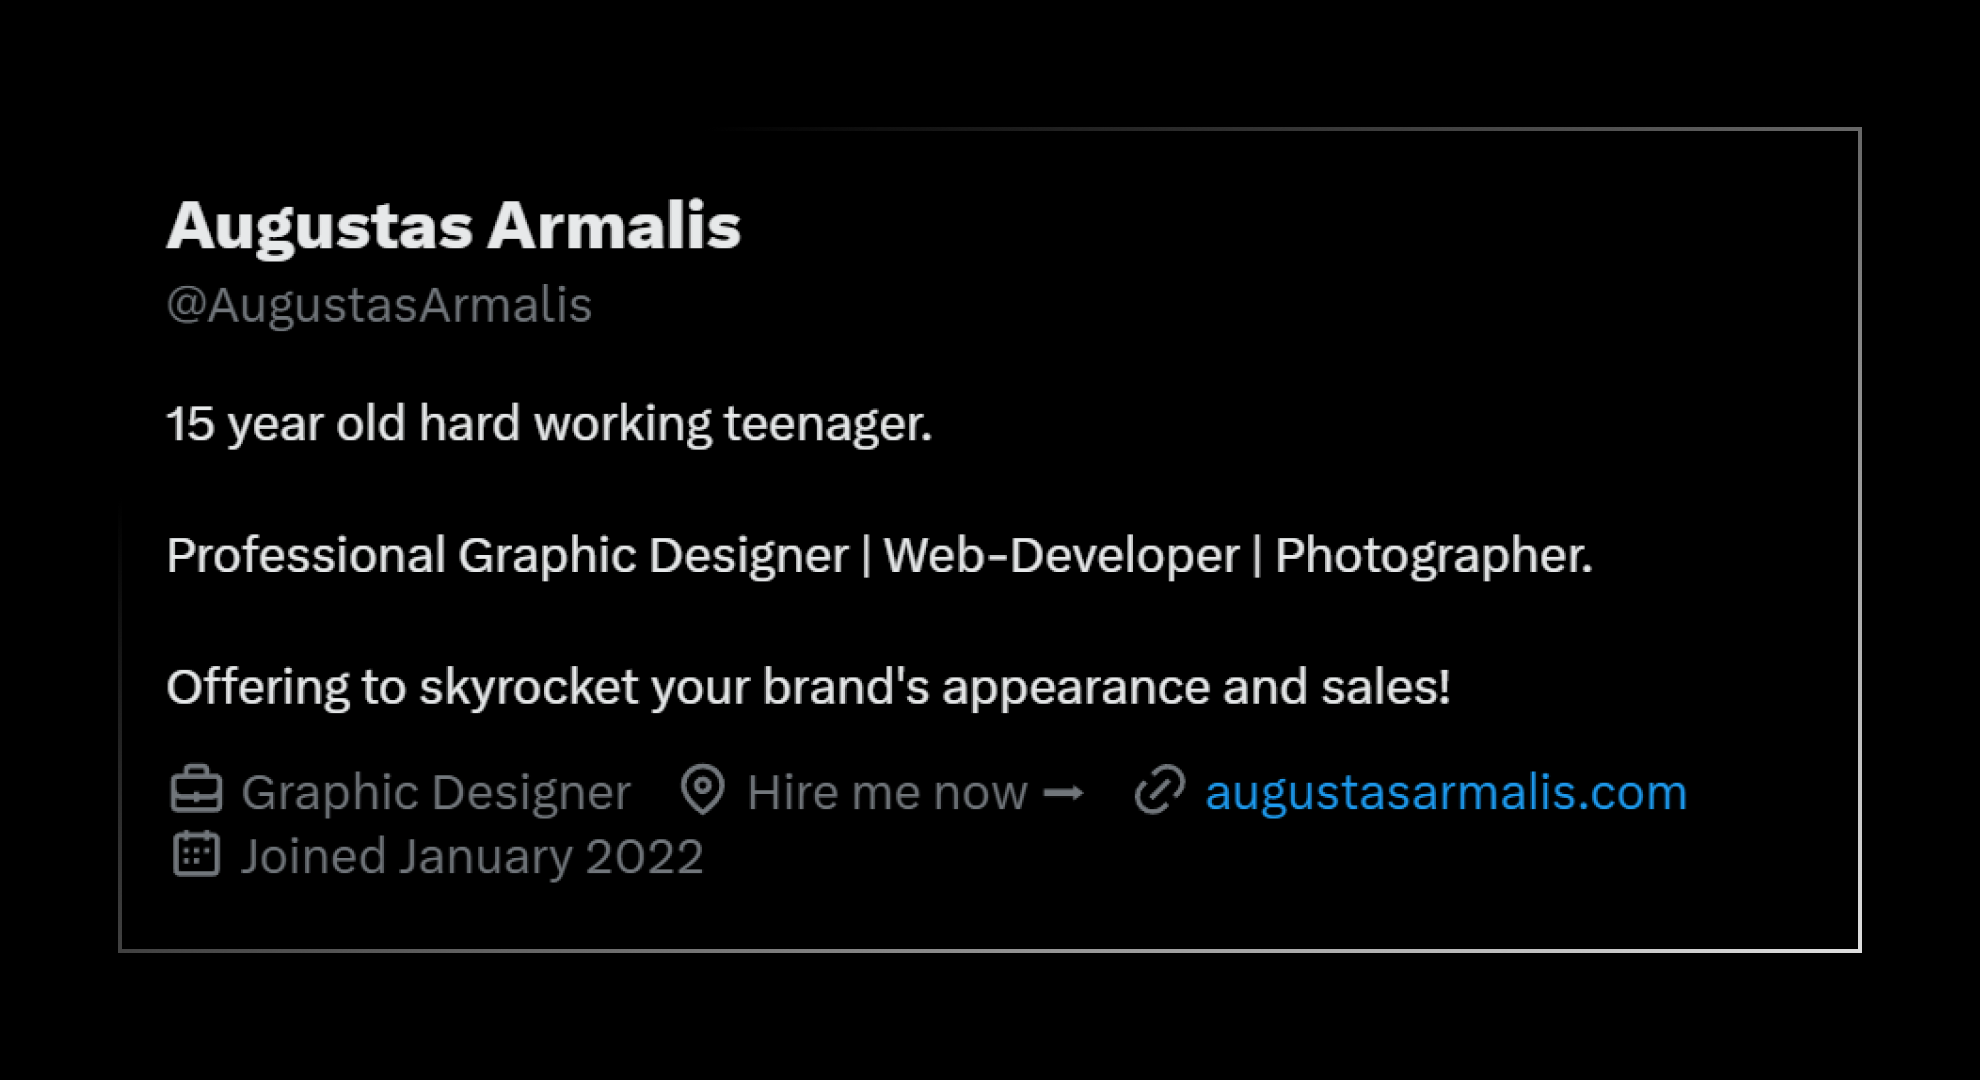 Augustas Armalis
@AugustasArmalis
15 year old hard working teenager.
Professional Graphic Designer | Web-Developer | Photographer.
Offering to skyrocket your brand's appearance and sales!
Graphic Designer Hire me now ➞ augustasarmalis.com
Joined January 2022